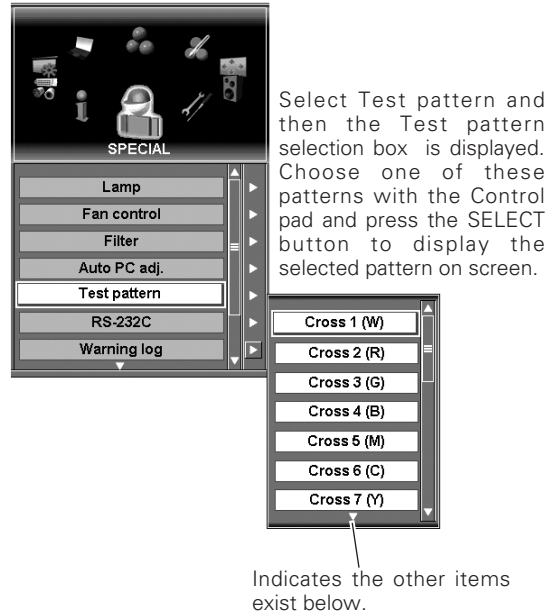 SPECIAL
Lamp
Fan control
Filter
Auto PC adj.
Test pattern
RS-232C
Warning log
Select Test pattern and
then the Test pattern
selection box is displayed.
Choose one of these
patterns with the Control
pad and press the SELECT
button to display the
selected pattern on screen.
Cross 1 (W)
Cross 2 (R)
Cross 3 (G)
Cross 4 (B)
Cross 5 (M)
Cross 6 (C)
Cross 7 (Y)
Indicates the other items
exist below.